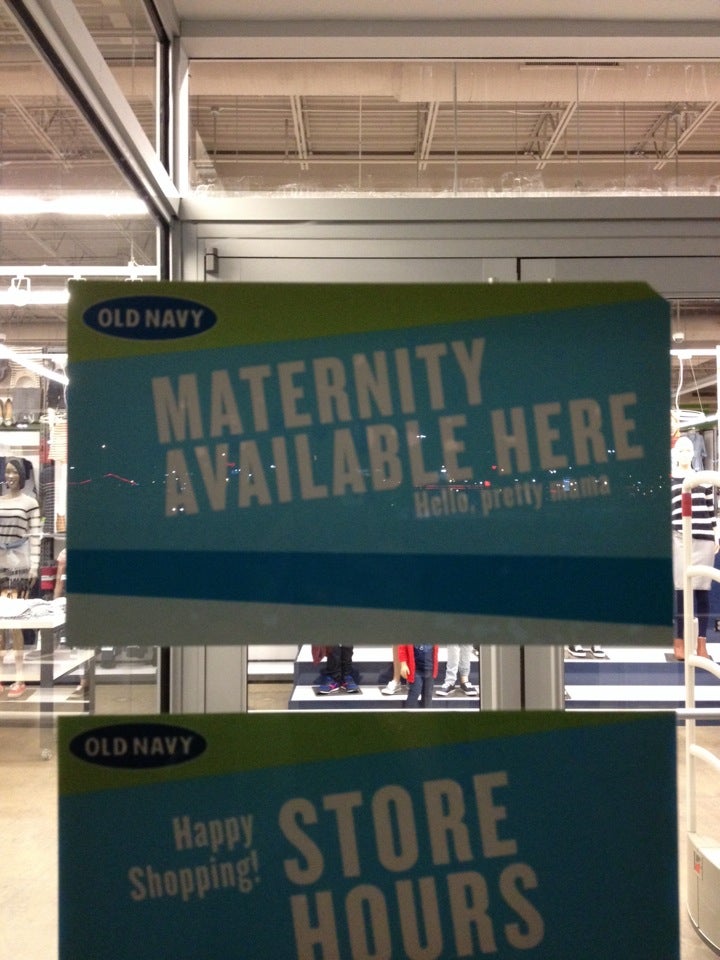 OLD NAVY
MATERNITY
AVAILABLE HERE
Hello, pretty mama
OLD NAVY
Happy
Shopping!
STORE
HOURS